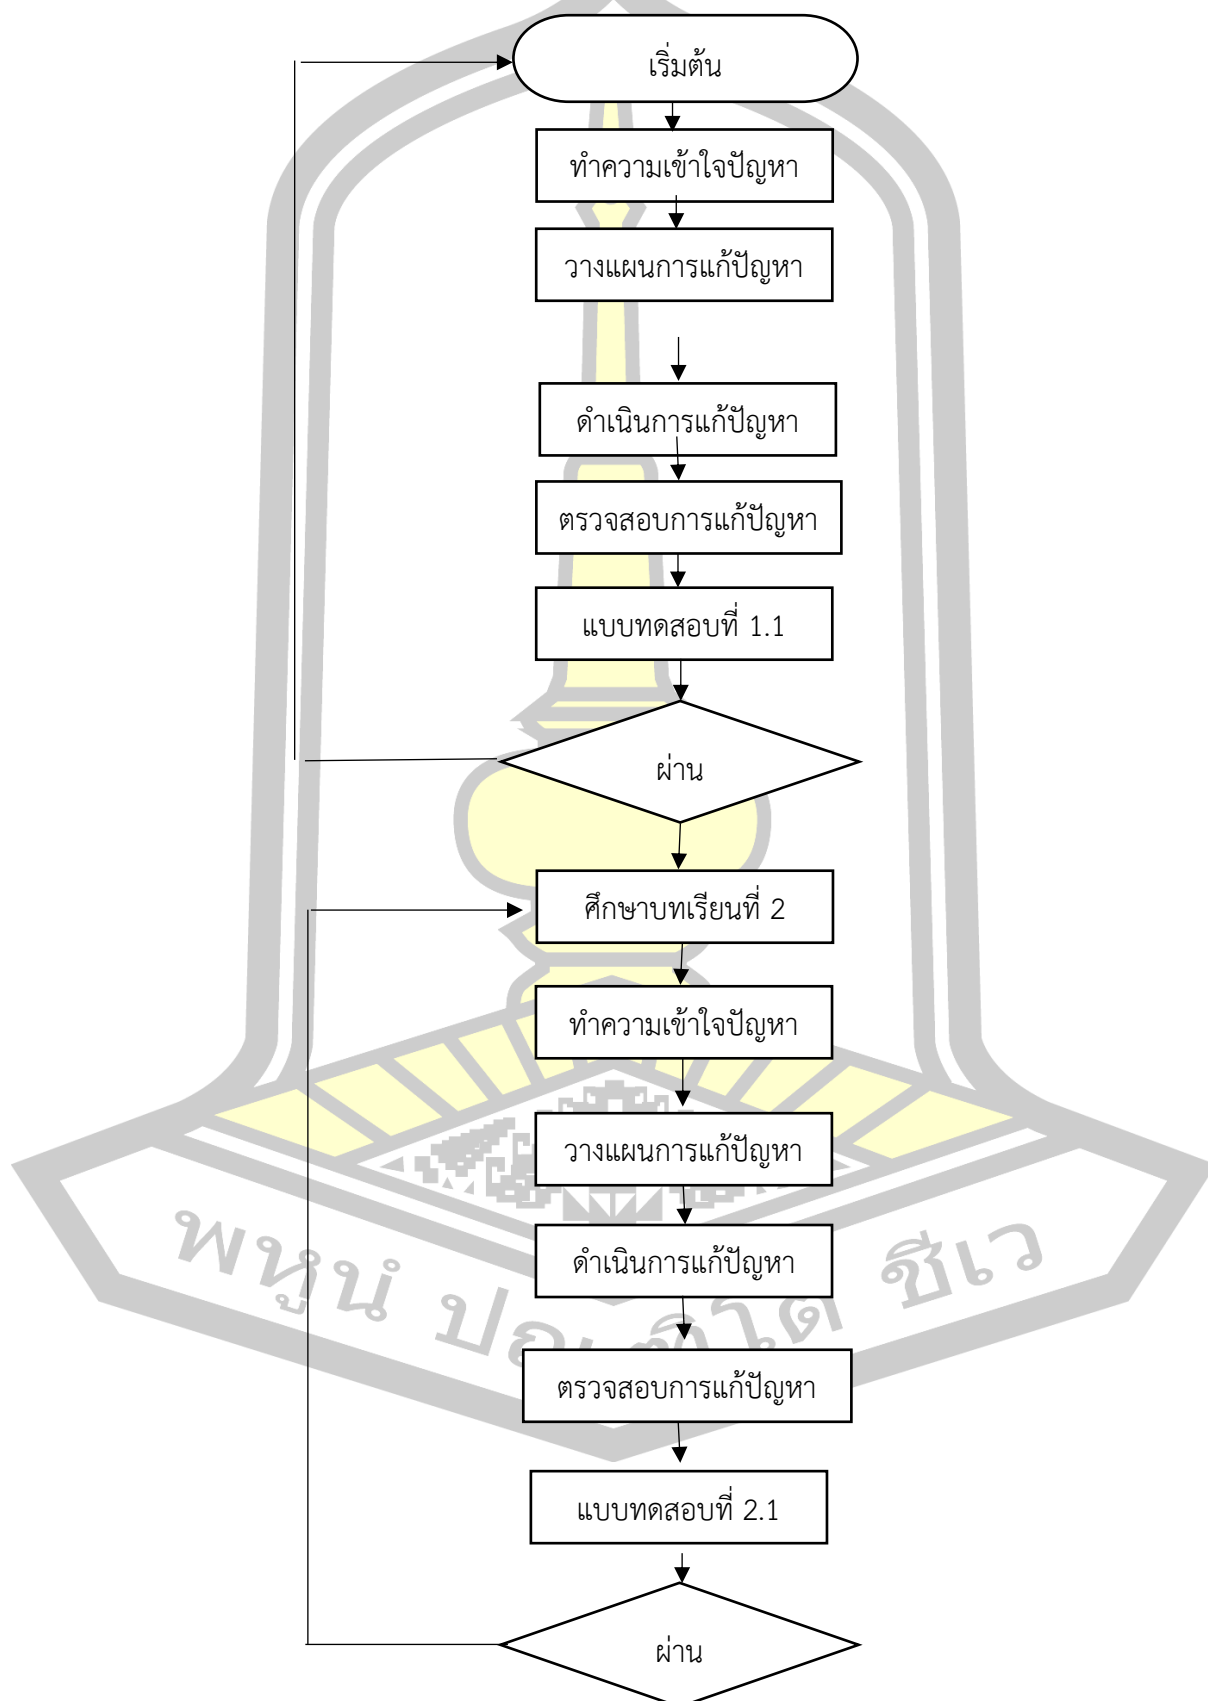 เริ่มต้น
ทำความเข้าใจปัญหา
วางแผนการแก้ปัญหา
ดำเนินการแก้ปัญหา
ตรวจสอบการแก้ปัญหา
แบบทดสอบที่ 1.1
ผ่าน
ศึกษาบทเรียนที่ 2
ทำความเข้าใจปัญหา
วางแผนการแก้ปัญหา
ดำเนินการแก้ปัญหา
พหูนํ ชีเว
ตรวจสอบการแก้ปัญหา
แบบทดสอบที่ 2.1
ผ่าน